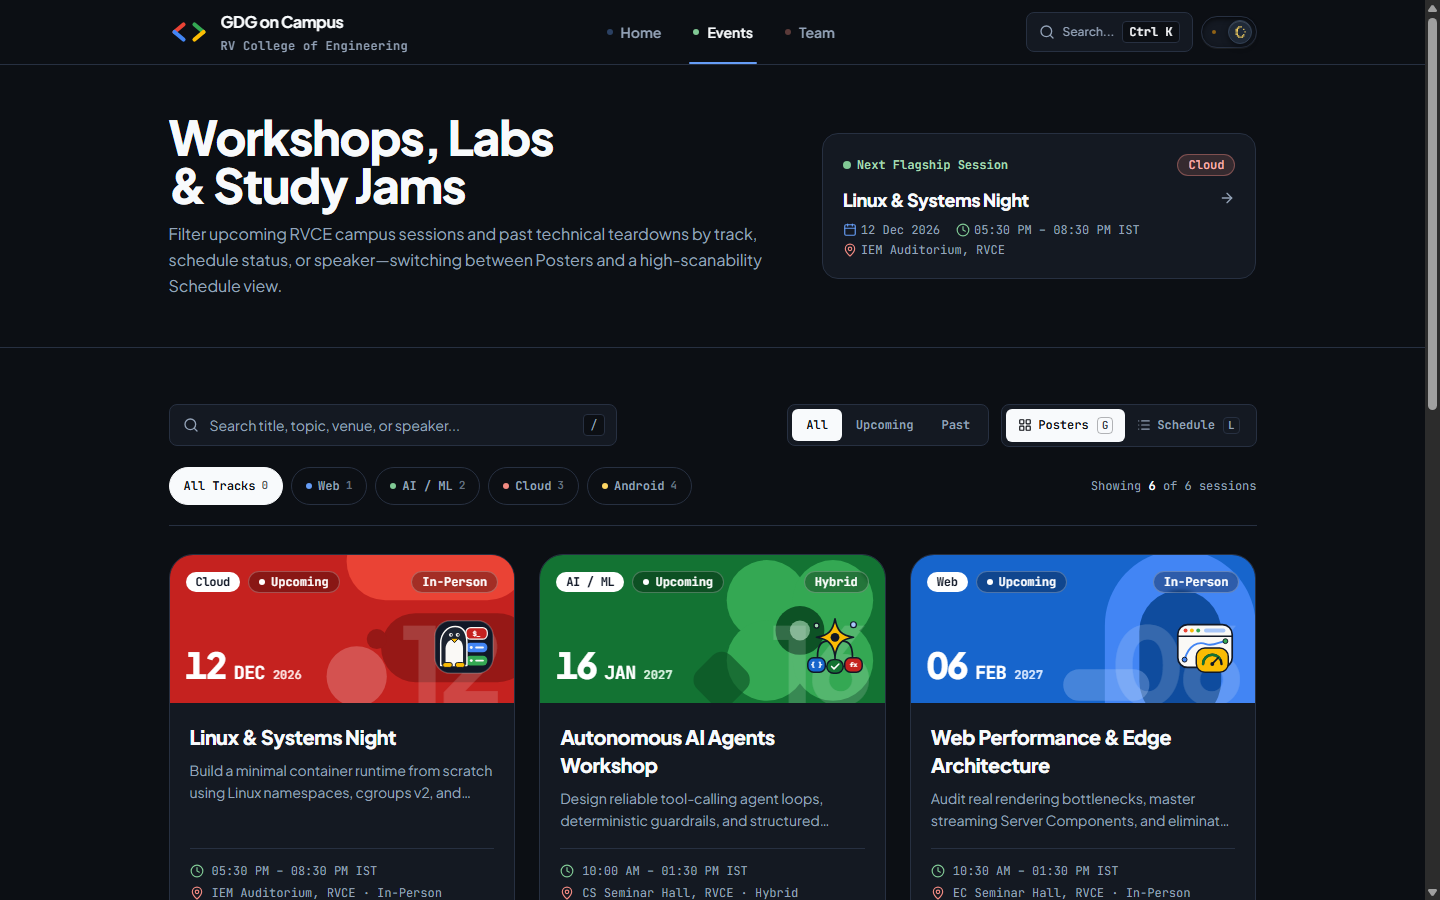 GDG on Campus
RV College of Engineering
Home
Events
Team
Search...
Ctrl K
Workshops, Labs
& Study Jams
Filter upcoming RVCE campus sessions and past technical teardowns by track,
schedule status, or speaker—switching between Posters and a high-scanability
Schedule view.
Next Flagship Session
Cloud
Linux & Systems Night
12 Dec 2026
05:30 PM – 08:30 PM IST
IEM Auditorium, RVCE
Search title, topic, venue, or speaker...
/
All
Upcoming
Past
Posters
G
Schedule
L
All Tracks 0
Web 1
AI / ML 2
Cloud 3
Android 4
Showing 6 of 6 sessions
Cloud
Upcoming
In-Person
12
$_
12 DEC 2026
Linux & Systems Night
Build a minimal container runtime from scratch
using Linux namespaces, cgroups v2, and...
05:30 PM – 08:30 PM IST
IEM Auditorium, RVCE · In-Person
AI / ML
Upcoming
Hybrid
16
{ }
fx
16 JAN 2027
Autonomous AI Agents
Workshop
Design reliable tool-calling agent loops,
deterministic guardrails, and structured...
10:00 AM – 01:30 PM IST
CS Seminar Hall, RVCE · Hybrid
Web
Upcoming
In-Person
06
06 FEB 2027
Web Performance & Edge
Architecture
Audit real rendering bottlenecks, master
streaming Server Components, and eliminat...
10:30 AM – 01:30 PM IST
EC Seminar Hall, RVCE · In-Person